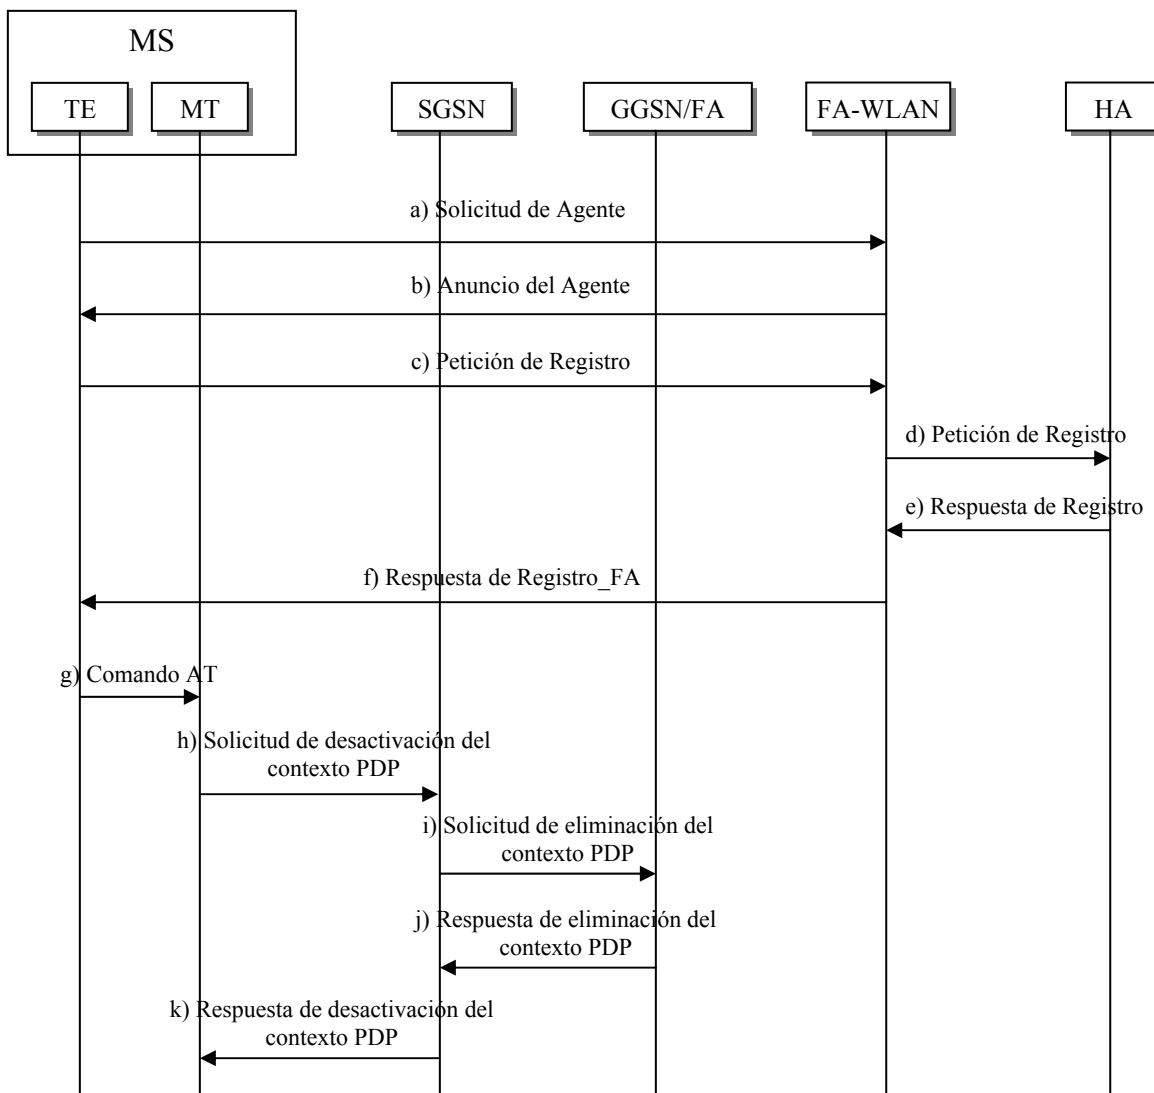 MS
TE
MT
SGSN
GGSN/FA
FA-WLAN
HA
a) Solicitud de Agente
b) Anuncio del Agente
c) Petición de Registro
d) Petición de Registro
e) Respuesta de Registro
f) Respuesta de Registro_FA
g) Comando AT
h) Solicitud de desactivación del
contexto PDP
i) Solicitud de eliminación del
contexto PDP
j) Respuesta de eliminación del
contexto PDP
k) Respuesta de desactivación del
contexto PDP